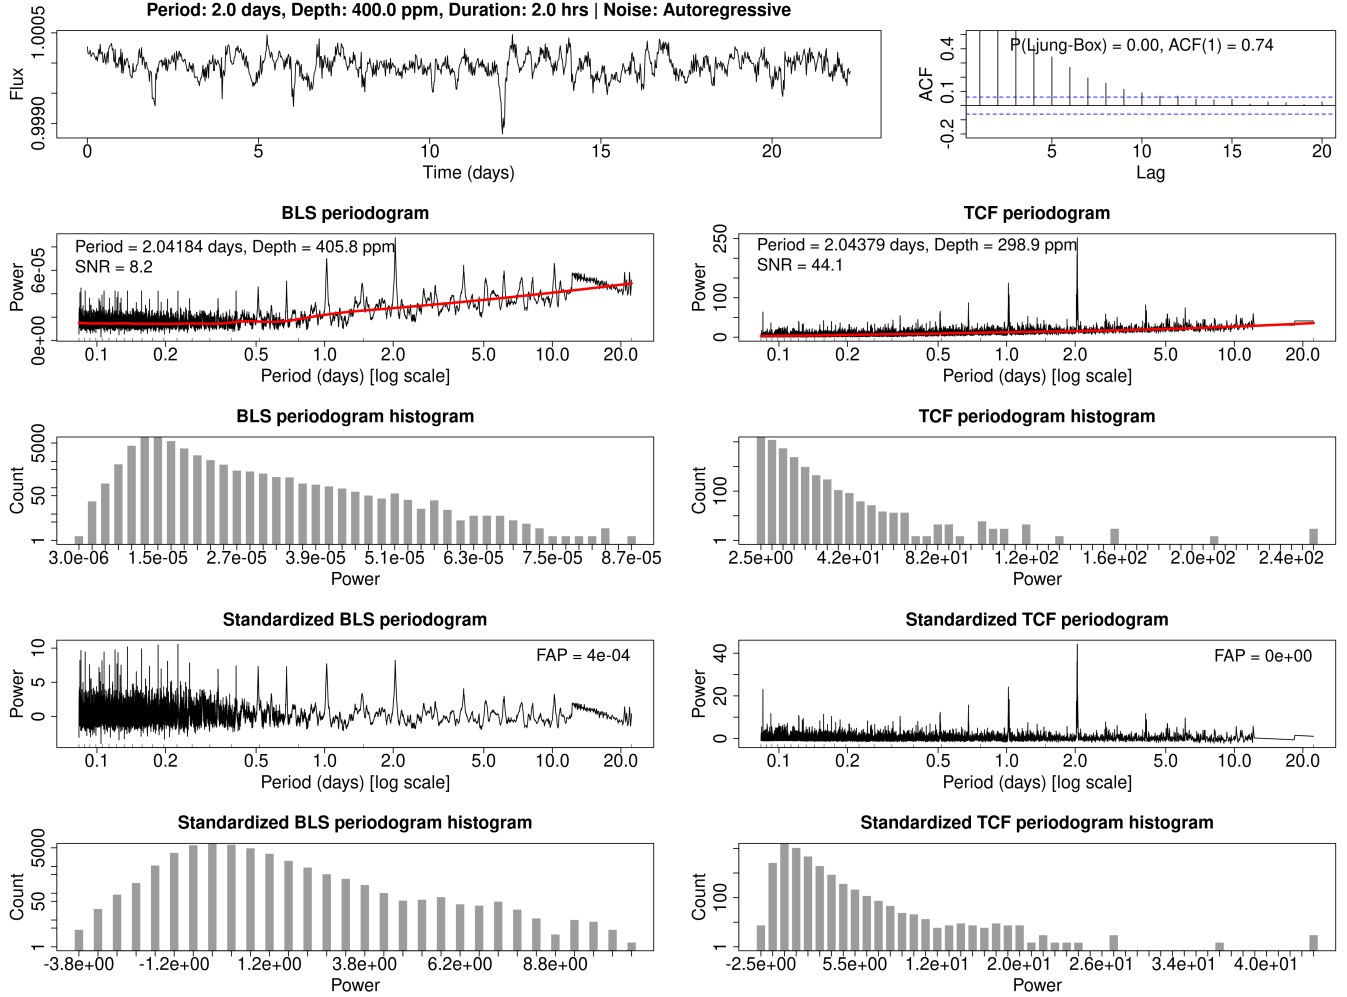 Period: 2.0 days, Depth: 400.0 ppm, Duration: 2.0 hrs | Noise: Autoregressive
Flux
0.9990 1.0005
0 5 10 15 20
Time (days)
P(Ljung-Box) = 0.00, ACF(1) = 0.74
ACF
-0.2 0.1 0.4
5 10 15 20
Lag
BLS periodogram
Period = 2.04184 days, Depth = 405.8 ppm
SNR = 8.2
Power
0e+00 6e-05
0.1 0.2 0.5 1.0 2.0 5.0 10.0 20.0
Period (days) [log scale]
TCF periodogram
Period = 2.04379 days, Depth = 298.9 ppm
SNR = 44.1
Power
0 100 250
0.1 0.2 0.5 1.0 2.0 5.0 10.0 20.0
Period (days) [log scale]
BLS periodogram histogram
Count
1 50 5000
3.0e-06 1.5e-05 2.7e-05 3.9e-05 5.1e-05 6.3e-05 7.5e-05 8.7e-05
Power
TCF periodogram histogram
Count
1 100
2.5e+00 4.2e+01 8.2e+01 1.2e+02 1.6e+02 2.0e+02 2.4e+02
Power
Standardized BLS periodogram
FAP = 4e-04
Power
0 5 10
0.1 0.2 0.5 1.0 2.0 5.0 10.0 20.0
Period (days) [log scale]
Standardized TCF periodogram
FAP = 0e+00
Power
0 20 40
0.1 0.2 0.5 1.0 2.0 5.0 10.0 20.0
Period (days) [log scale]
Standardized BLS periodogram histogram
Count
1 50 5000
-3.8e+00 -1.2e+00 1.2e+00 3.8e+00 6.2e+00 8.8e+00
Power
Standardized TCF periodogram histogram
Count
1 100
-2.5e+00 5.5e+00 1.2e+01 2.0e+01 2.6e+01 3.4e+01 4.0e+01
Power